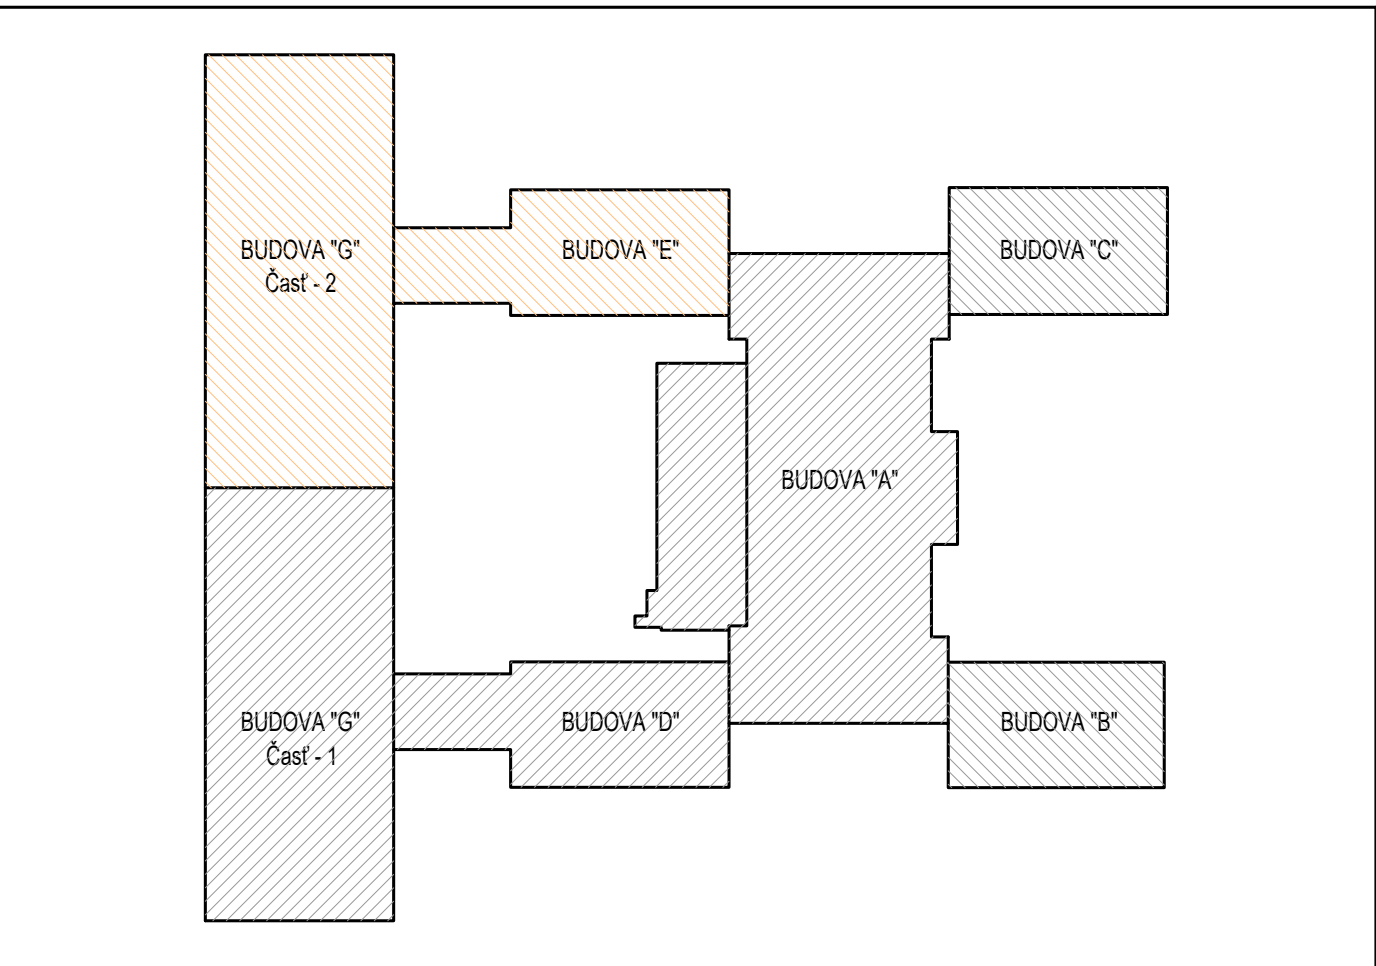 BUDOVA "G"
Časť - 2
BUDOVA "E"
BUDOVA "C"
BUDOVA "A"
BUDOVA "G"
Časť - 1
BUDOVA "D"
BUDOVA "B"